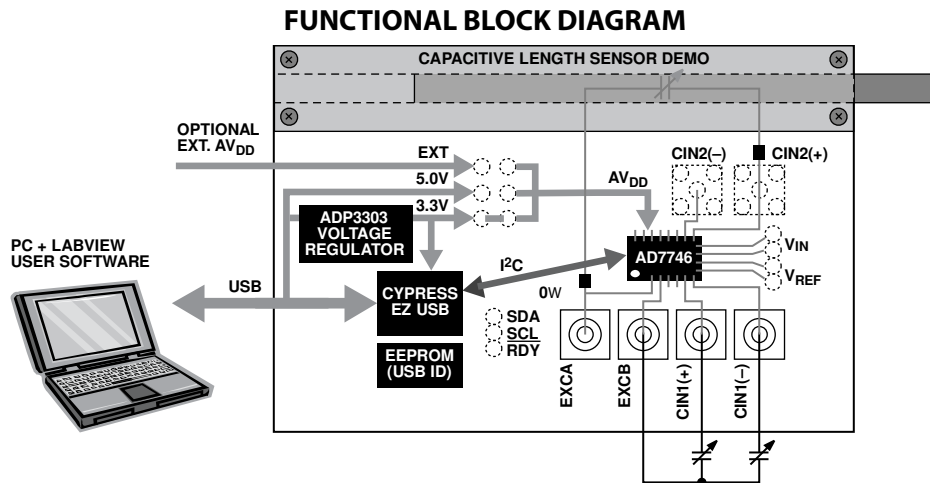 FUNCTIONAL BLOCK DIAGRAM
CAPACITIVE LENGTH SENSOR DEMO
OPTIONAL
EXT. AVDD
EXT
5.0V
3.3V
AVDD
CIN2(–)
CIN2(+)
ADP3303
VOLTAGE
REGULATOR
PC + LABVIEW
USER SOFTWARE
USB
I2C
AD7746
VIN
VREF
CYPRESS
EZ USB
0W
SDA
SCL
RDY
EEPROM
(USB ID)
EXCA
EXCB
CIN1(+)
CIN1(–)